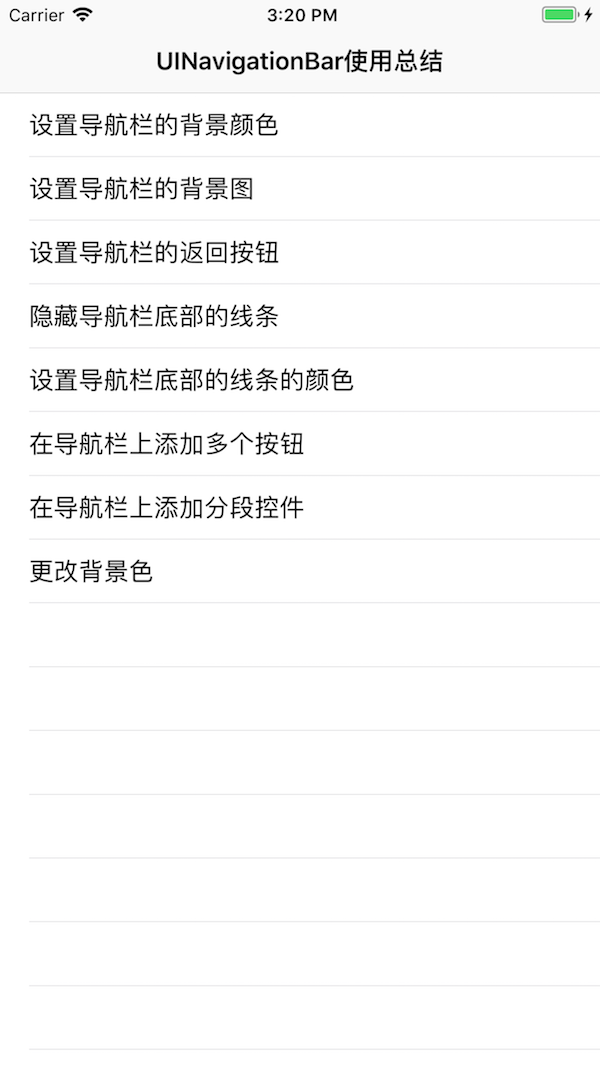 Carrier 3:20 PM
UINavigationBar使用总结
设置导航栏的背景颜色
设置导航栏的背景图
设置导航栏的返回按钮
隐藏导航栏底部的线条
设置导航栏底部的线条的颜色
在导航栏上添加多个按钮
在导航栏上添加分段控件
更改背景色